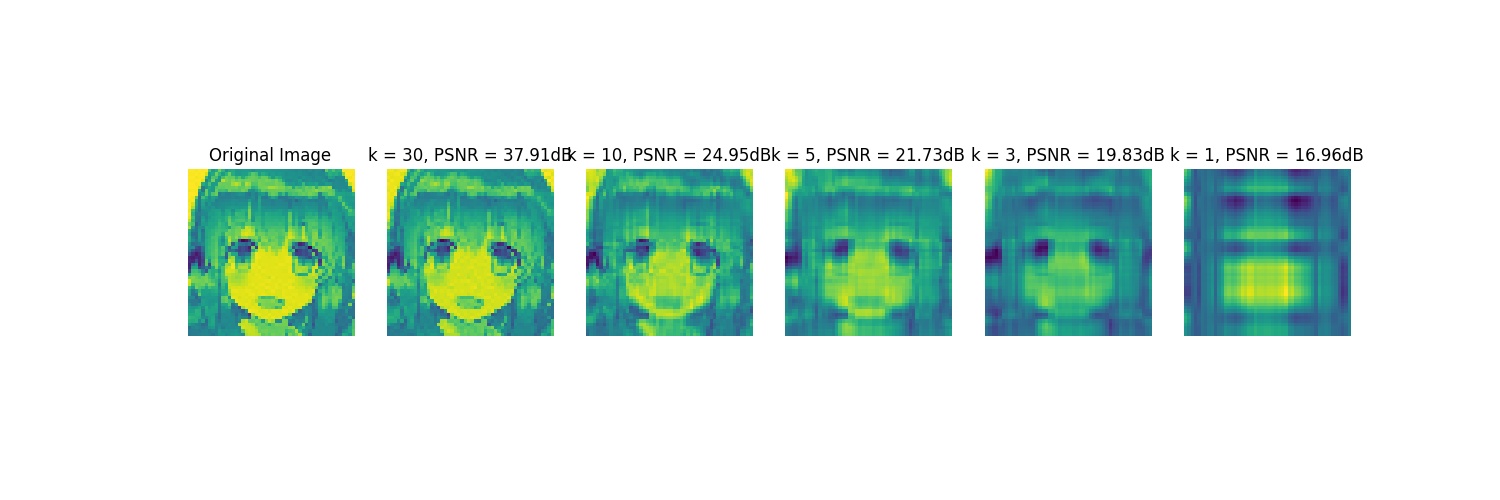 Original Image
k = 30, PSNR = 37.91dB
k = 10, PSNR = 24.95dB
k = 5, PSNR = 21.73dB
k = 3, PSNR = 19.83dB
k = 1, PSNR = 16.96dB